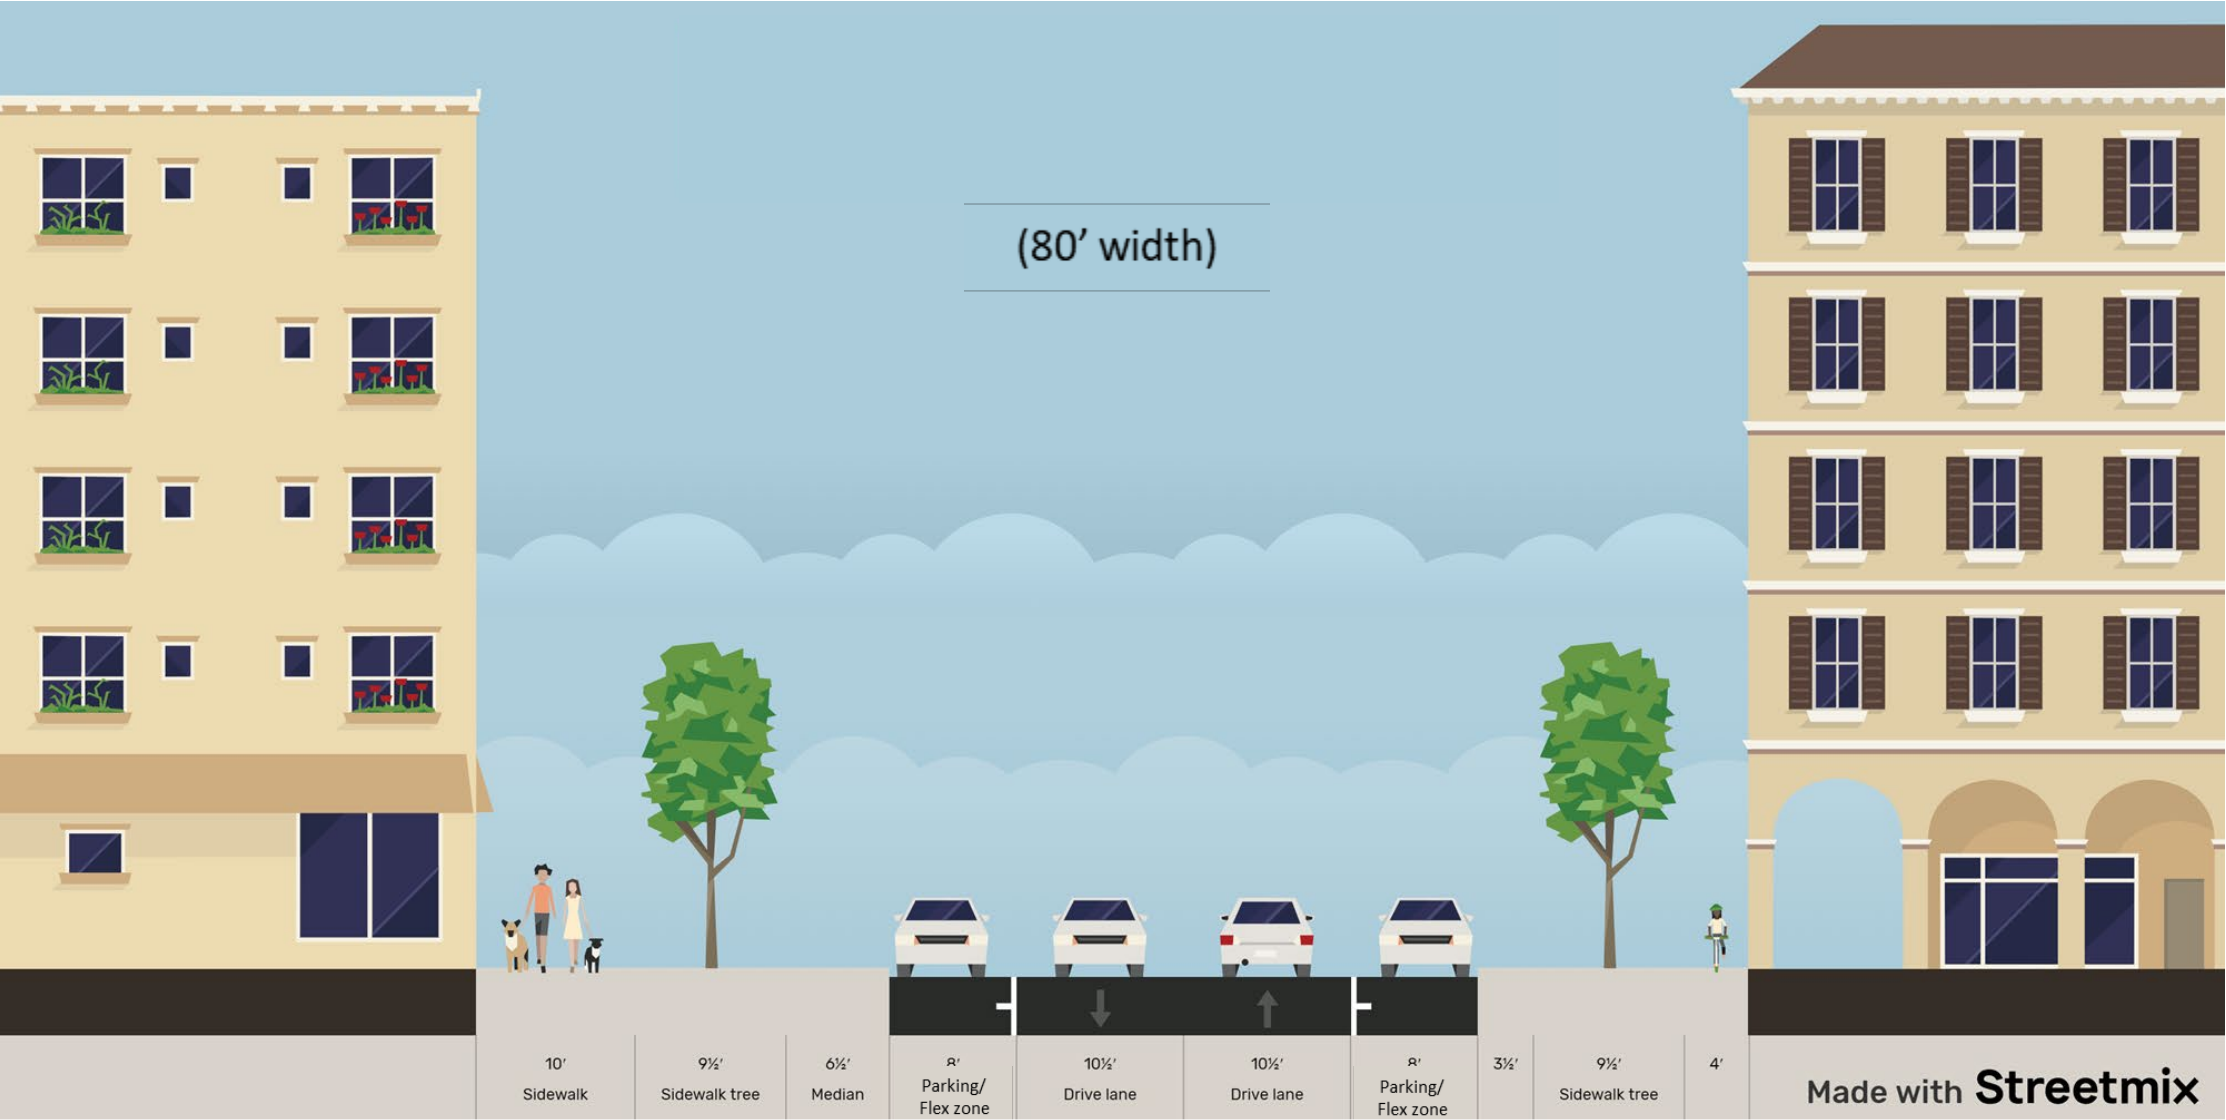 (80’ width)
10'
Sidewalk
9½'
Sidewalk tree
6½'
Median
8'
Parking/
Flex zone
10½'
Drive lane
10½'
Drive lane
8'
Parking/
Flex zone
3½'
9½'
Sidewalk tree
4'
Made with Streetmix